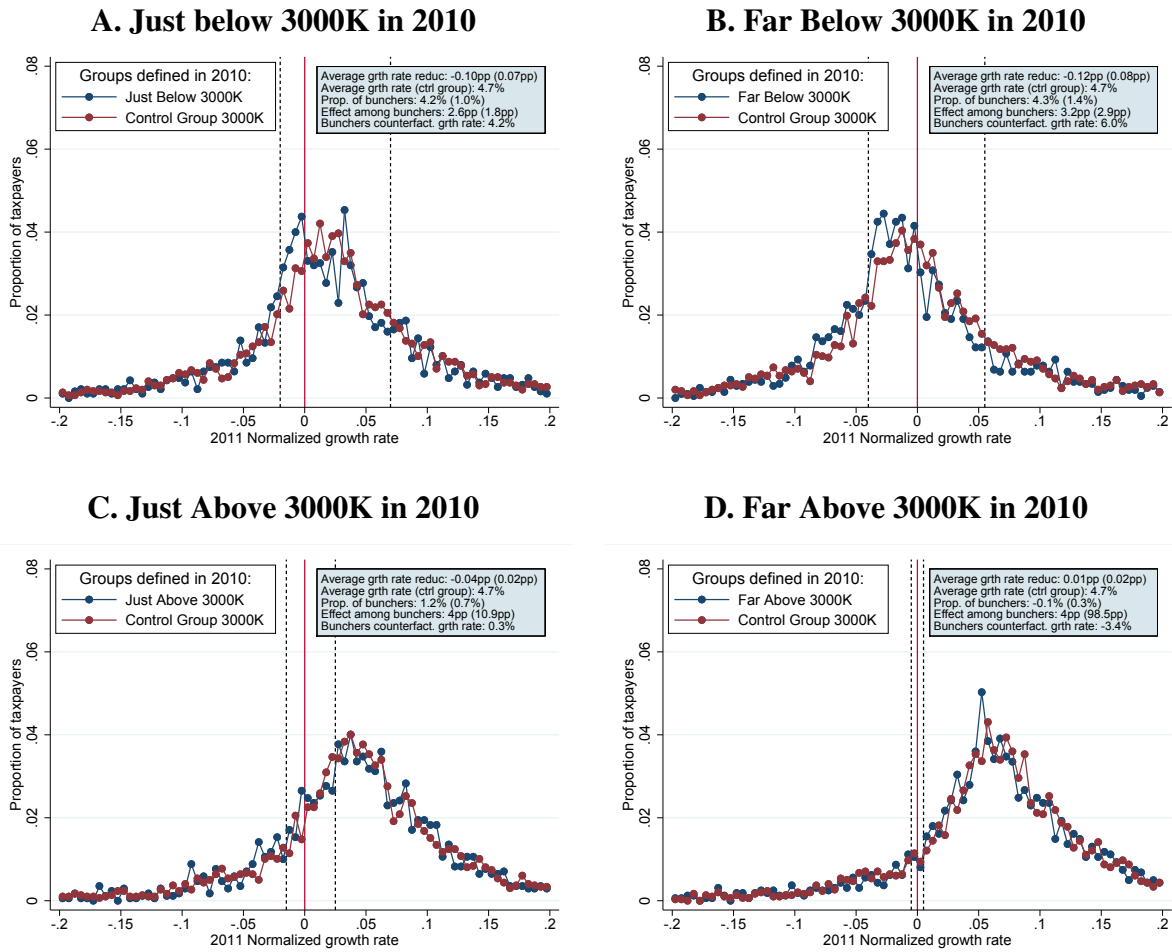 A. Just below 3000K in 2010
Proportion of taxpayers
0 .02 .04 .06 .08
Groups defined in 2010:
Just Below 3000K
Control Group 3000K
Average grth rate reduc: -0.10pp (0.07pp)
Average grth rate (ctrl group): 4.7%
Prop. of bunchers: 4.2% (1.0%)
Effect among bunchers: 2.6pp (1.8pp)
Bunchers counterfact. grth rate: 4.2%
-.2 -.15 -.1 -.05 0 .05 .1 .15 .2
2011 Normalized growth rate
B. Far Below 3000K in 2010
Proportion of taxpayers
0 .02 .04 .06 .08
Groups defined in 2010:
Far Below 3000K
Control Group 3000K
Average grth rate reduc: -0.12pp (0.08pp)
Average grth rate (ctrl group): 4.7%
Prop. of bunchers: 4.3% (1.4%)
Effect among bunchers: 3.2pp (2.9pp)
Bunchers counterfact. grth rate: 6.0%
-.2 -.15 -.1 -.05 0 .05 .1 .15 .2
2011 Normalized growth rate
C. Just Above 3000K in 2010
Proportion of taxpayers
0 .02 .04 .06 .08
Groups defined in 2010:
Just Above 3000K
Control Group 3000K
Average grth rate reduc: -0.04pp (0.02pp)
Average grth rate (ctrl group): 4.7%
Prop. of bunchers: 1.2% (0.7%)
Effect among bunchers: 4pp (10.9pp)
Bunchers counterfact. grth rate: 0.3%
-.2 -.15 -.1 -.05 0 .05 .1 .15 .2
2011 Normalized growth rate
D. Far Above 3000K in 2010
Proportion of taxpayers
0 .02 .04 .06 .08
Groups defined in 2010:
Far Above 3000K
Control Group 3000K
Average grth rate reduc: 0.01pp (0.02pp)
Average grth rate (ctrl group): 4.7%
Prop. of bunchers: -0.1% (0.3%)
Effect among bunchers: 4pp (98.5pp)
Bunchers counterfact. grth rate: -3.4%
-.2 -.15 -.1 -.05 0 .05 .1 .15 .2
2011 Normalized growth rate